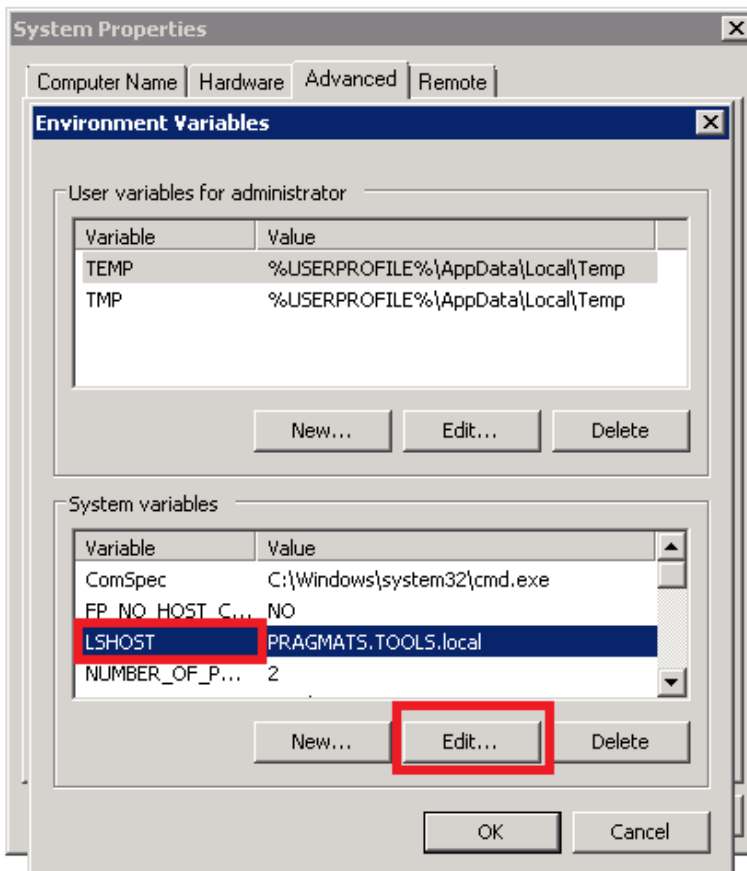 System Properties
Computer Name Hardware Advanced Remote
Environment Variables
User variables for administrator
Variable Value
TEMP %USERPROFILE%\AppData\Local\Temp
TMP %USERPROFILE%\AppData\Local\Temp
New... Edit... Delete
System variables
Variable Value
ComSpec C:\Windows\system32\cmd.exe
FP_NO_HOST_C... NO
LSHOST PRAGMATS.TOOLS.local
NUMBER_OF_P... 2
New... Edit... Delete
OK Cancel